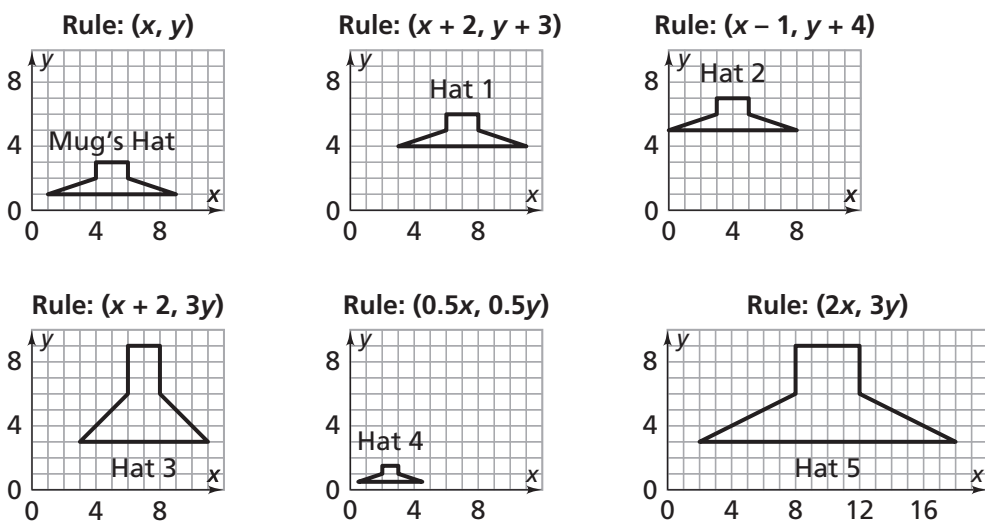 Rule: (x, y)
y
8
Mug's Hat
4
x
0
0 4 8
Rule: (x + 2, y + 3)
y
8
Hat 1
4
x
0
0 4 8
Rule: (x – 1, y + 4)
y
8
Hat 2
4
x
0
0 4 8
Rule: (x + 2, 3y)
y
8
4
Hat 3
x
0
0 4 8
Rule: (0.5x, 0.5y)
y
8
4
Hat 4
x
0
0 4 8
Rule: (2x, 3y)
y
8
4
Hat 5
x
0
0 4 8 12 16